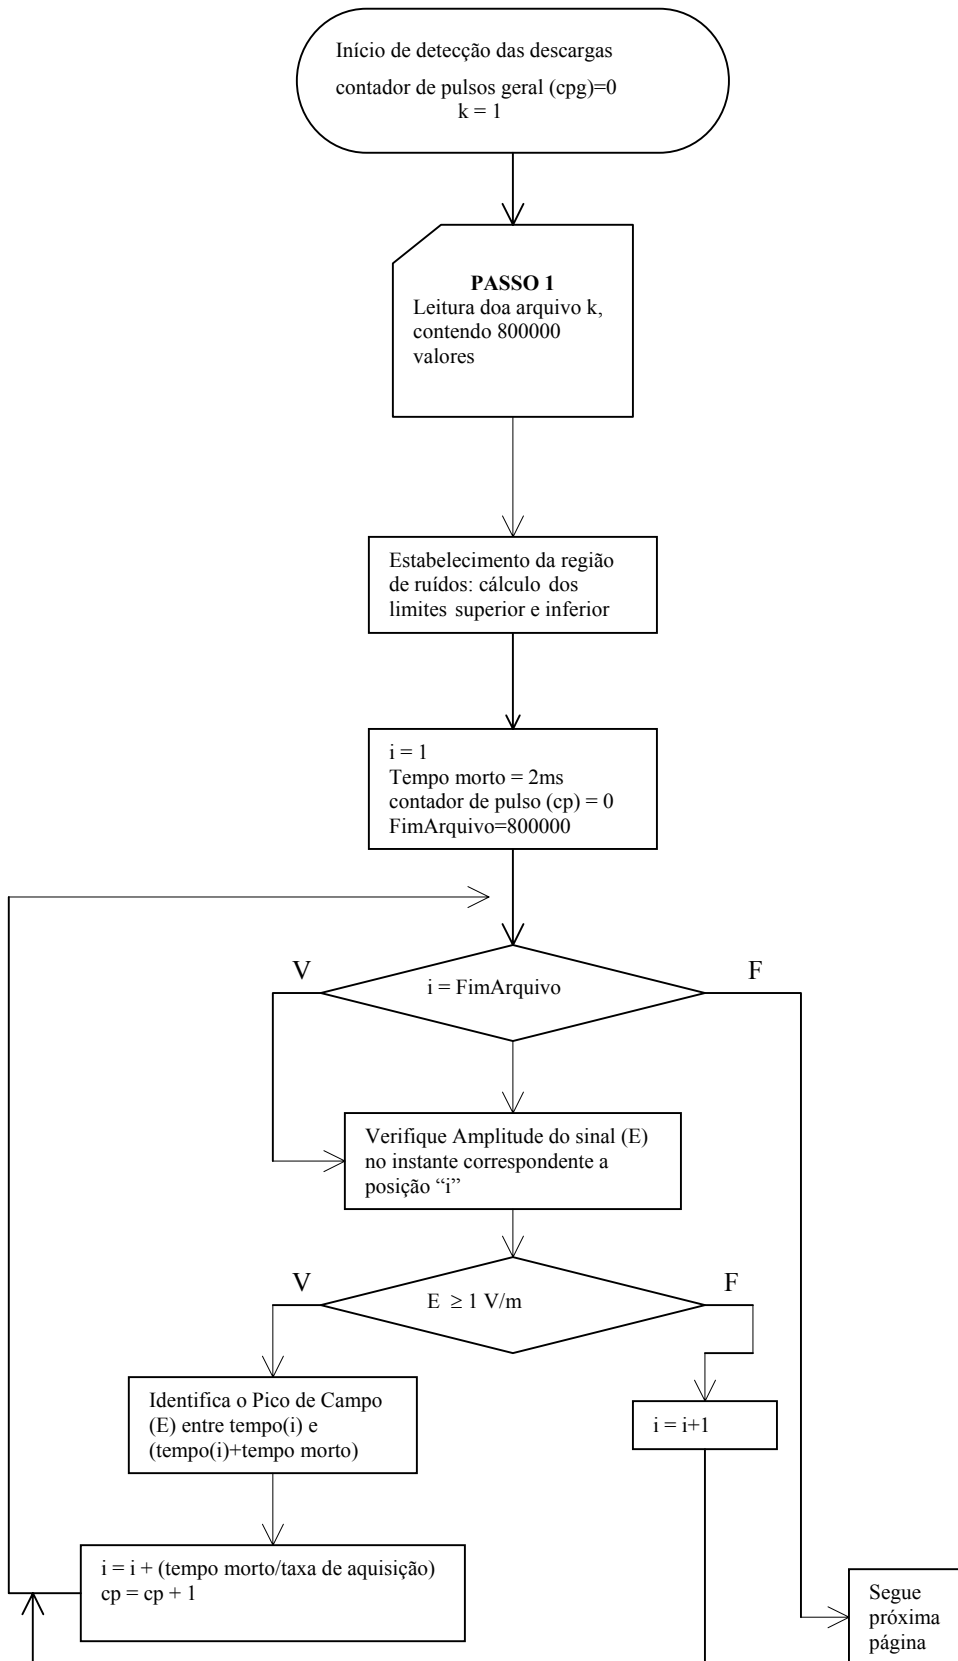 Início de detecção das descargas
contador de pulsos geral (cpg)=0
k = 1
PASSO 1
Leitura doa arquivo k,
contendo 800000
valores
Estabelecimento da região
de ruídos: cálculo dos
limites superior e inferior
i = 1
Tempo morto = 2ms
contador de pulso (cp) = 0
FimArquivo=800000
V
F
i = FimArquivo
Verifique Amplitude do sinal (E)
no instante correspondente a
posição “i”
V
F
E ≥ 1 V/m
Identifica o Pico de Campo
(E) entre tempo(i) e
(tempo(i)+tempo morto)
i = i+1
i = i + (tempo morto/taxa de aquisição)
cp = cp + 1
Segue
próxima
página